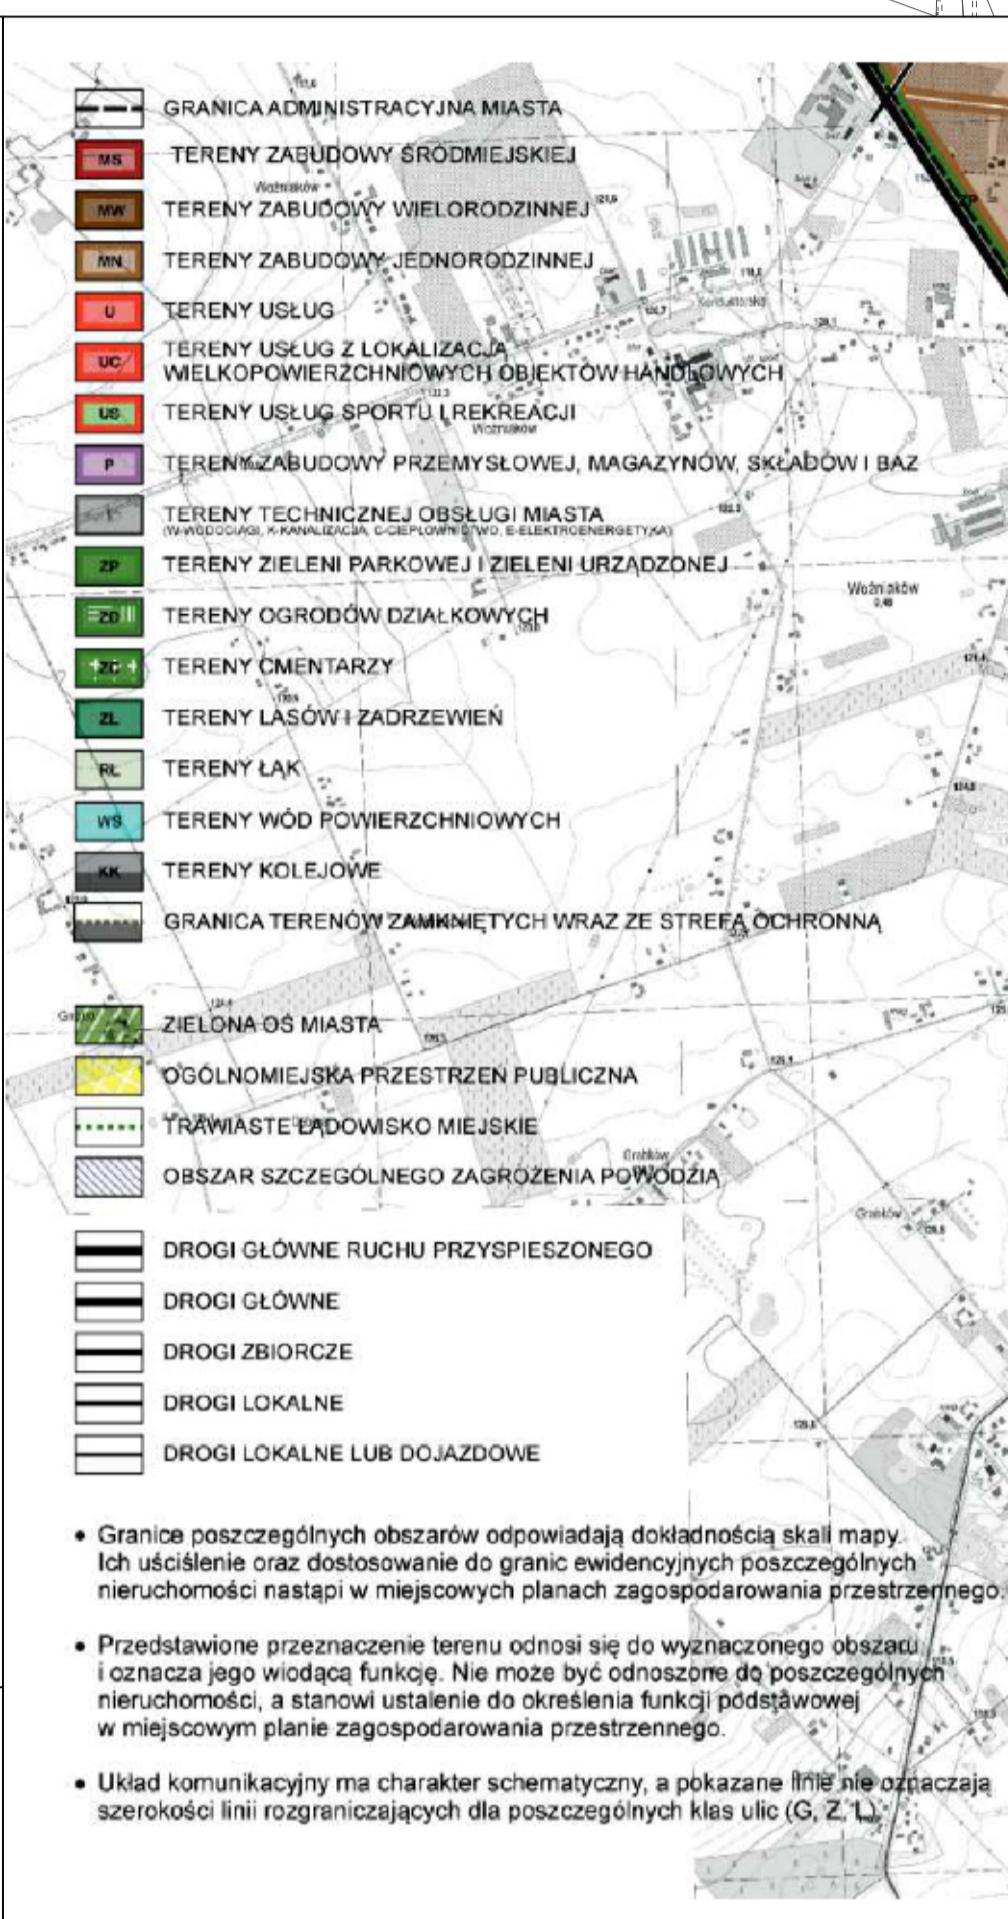 GRANICA ADMINISTRACYJNA MIASTA
MS TERENY ZABUDOWY ŚRÓDMIEJSKIEJ
Woźniaków
MW TERENY ZABUDOWY WIELORODZINNEJ
MN TERENY ZABUDOWY JEDNORODZINNEJ
U TERENY USŁUG
UC TERENY USŁUG Z LOKALIZACJĄ
WIELKOPOWIERZCHNIOWYCH OBIEKTÓW HANDLOWYCH
US TERENY USŁUG SPORTU I REKREACJI
Woźniaków
P TERENY ZABUDOWY PRZEMYSŁOWEJ, MAGAZYNÓW, SKŁADÓW I BAZ
TERENY TECHNICZNEJ OBSŁUGI MIASTA
(W-WODOCIĄGI, K-KANALIZACJA, C-CIEPŁOWNICTWO, E-ELEKTROENERGETYKA)
ZP TERENY ZIELENI PARKOWEJ I ZIELENI URZĄDZONEJ
Woźniaków
ZD TERENY OGRODÓW DZIAŁKOWYCH
ZC TERENY CMENTARZY
ZL TERENY LASÓW I ZADRZEWIEŃ
RŁ TERENY ŁĄK
WS TERENY WÓD POWIERZCHNIOWYCH
KK TERENY KOLEJOWE
GRANICA TERENÓW ZAMKNIĘTYCH WRAZ ZE STREFĄ OCHRONNĄ
ZIELONA OŚ MIASTA
OGÓLNOMIEJSKA PRZESTRZEŃ PUBLICZNA
TRAWIASTE LĄDOWISKO MIEJSKIE
Grabków
OBSZAR SZCZEGÓLNEGO ZAGROŻENIA POWODZIĄ
Grabków
DROGI GŁÓWNE RUCHU PRZYSPIESZONEGO
DROGI GŁÓWNE
DROGI ZBIORCZE
DROGI LOKALNE
DROGI LOKALNE LUB DOJAZDOWE
• Granice poszczególnych obszarów odpowiadają dokładnością skali mapy.
Ich uściślenie oraz dostosowanie do granic ewidencyjnych poszczególnych
nieruchomości nastąpi w miejscowych planach zagospodarowania przestrzennego.
• Przedstawione przeznaczenie terenu odnosi się do wyznaczonego obszaru
i oznacza jego wiodącą funkcję. Nie może być odnoszone do poszczególnych
nieruchomości, a stanowi ustalenie do określenia funkcji podstawowej
w miejscowym planie zagospodarowania przestrzennego.
• Układ komunikacyjny ma charakter schematyczny, a pokazane linie nie oznaczają
szerokości linii rozgraniczających dla poszczególnych klas ulic (G, Z, L).